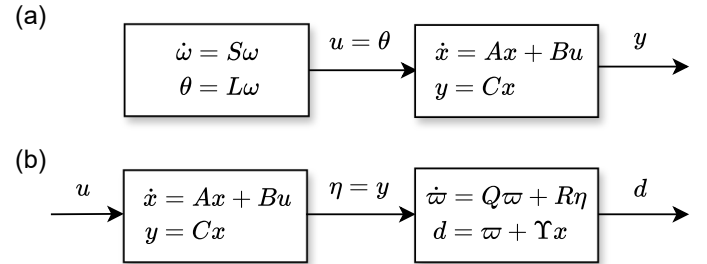 (a)
ω̇ = Sω
θ = Lω
u = θ
ẋ = Ax + Bu
y = Cx
y
(b)
u
ẋ = Ax + Bu
y = Cx
η = y
ϖ̇ = Qϖ + Rη
d = ϖ + ϒx
d